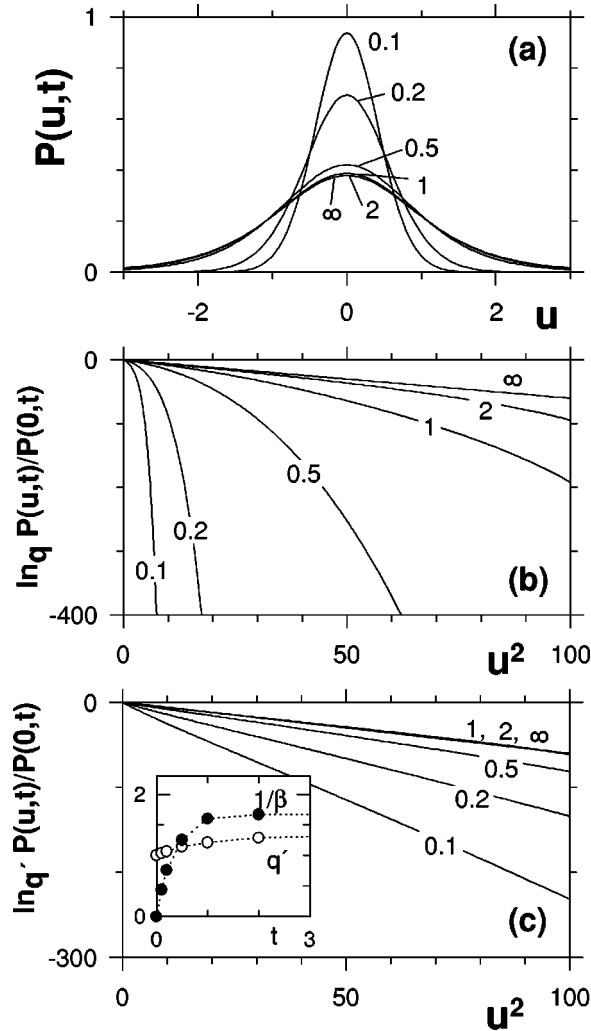 1
(a)
0.1
0.2
P(u,t)
0.5
1
∞ 2
0
-2 0 2 u
0
∞
2
1
ln_q P(u,t)/P(0,t)
0.5
0.2
0.1
(b)
-400
0 50 u² 100
0
1, 2, ∞
0.5
0.2
0.1
ln_q´ P(u,t)/P(0,t)
2
1/β
q´
0
0 t 3
(c)
-300
0 50 u² 100